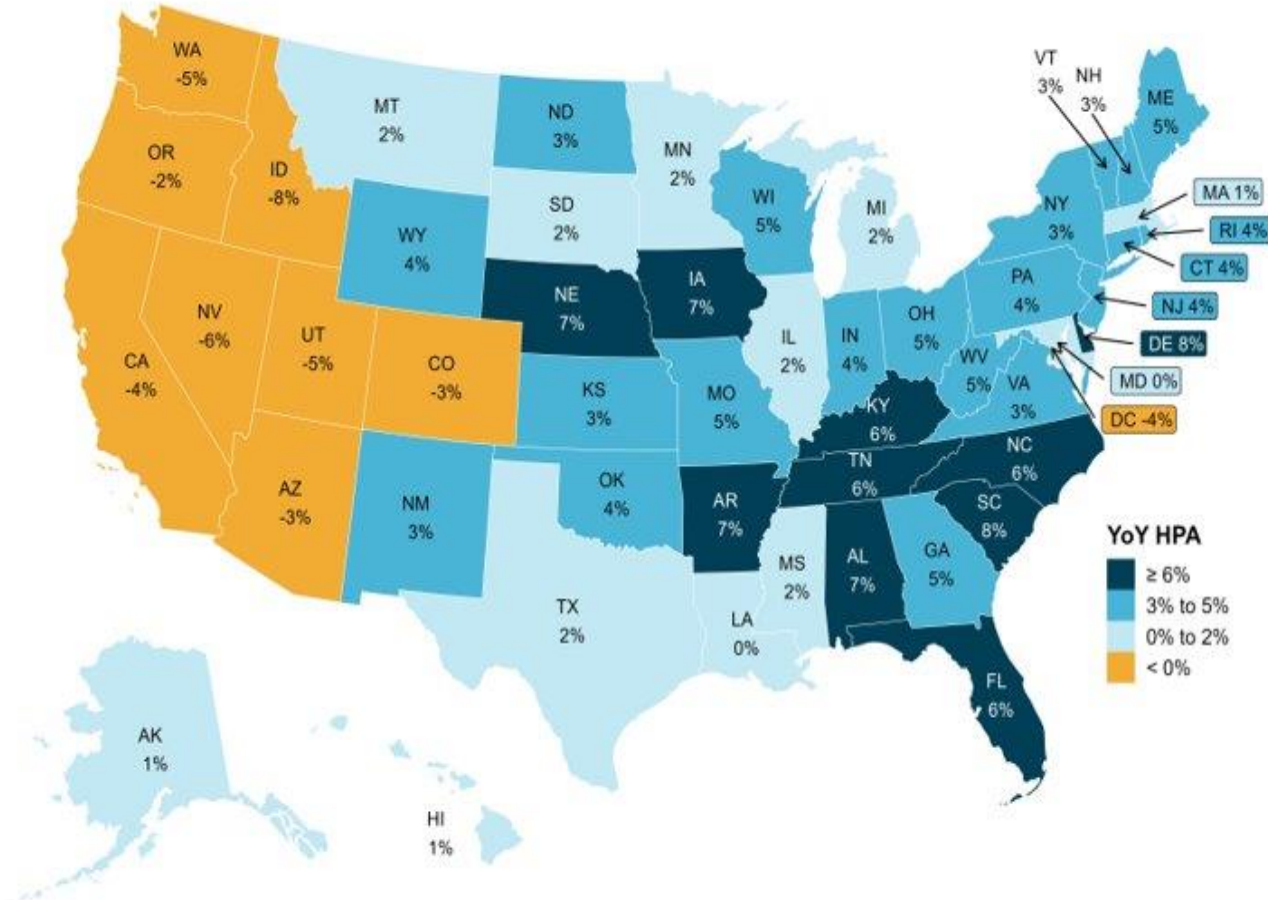 WA
-5%
MT
2%
ND
3%
MN
2%
VT
3%
NH
3%
ME
5%
OR
-2%
ID
-8%
SD
2%
WI
5%
MI
2%
NY
3%
MA 1%
RI 4%
CT 4%
WY
4%
NE
7%
IA
7%
PA
4%
NJ 4%
DE 8%
MD 0%
DC -4%
NV
-6%
UT
-5%
CO
-3%
CA
-4%
KS
3%
MO
5%
IL
2%
IN
4%
OH
5%
WV
5%
VA
3%
KY
6%
NC
6%
TN
6%
SC
8%
AZ
-3%
NM
3%
OK
4%
AR
7%
MS
2%
AL
7%
GA
5%
TX
2%
LA
0%
FL
6%
AK
1%
HI
1%
YoY HPA
≥ 6%
3% to 5%
0% to 2%
< 0%